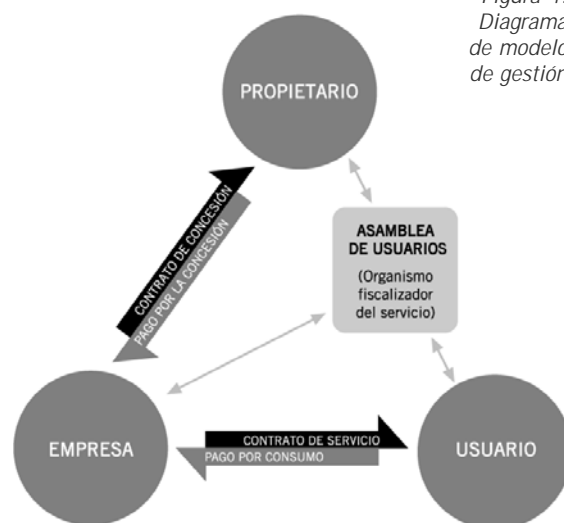 Diagrama
de modelo
de gestión
PROPIETARIO
CONTRATO DE CONCESIÓN
PAGO POR LA CONCESIÓN
ASAMBLEA
DE USUARIOS
(Organismo
fiscalizador
del servicio)
EMPRESA
CONTRATO DE SERVICIO
PAGO POR CONSUMO
USUARIO